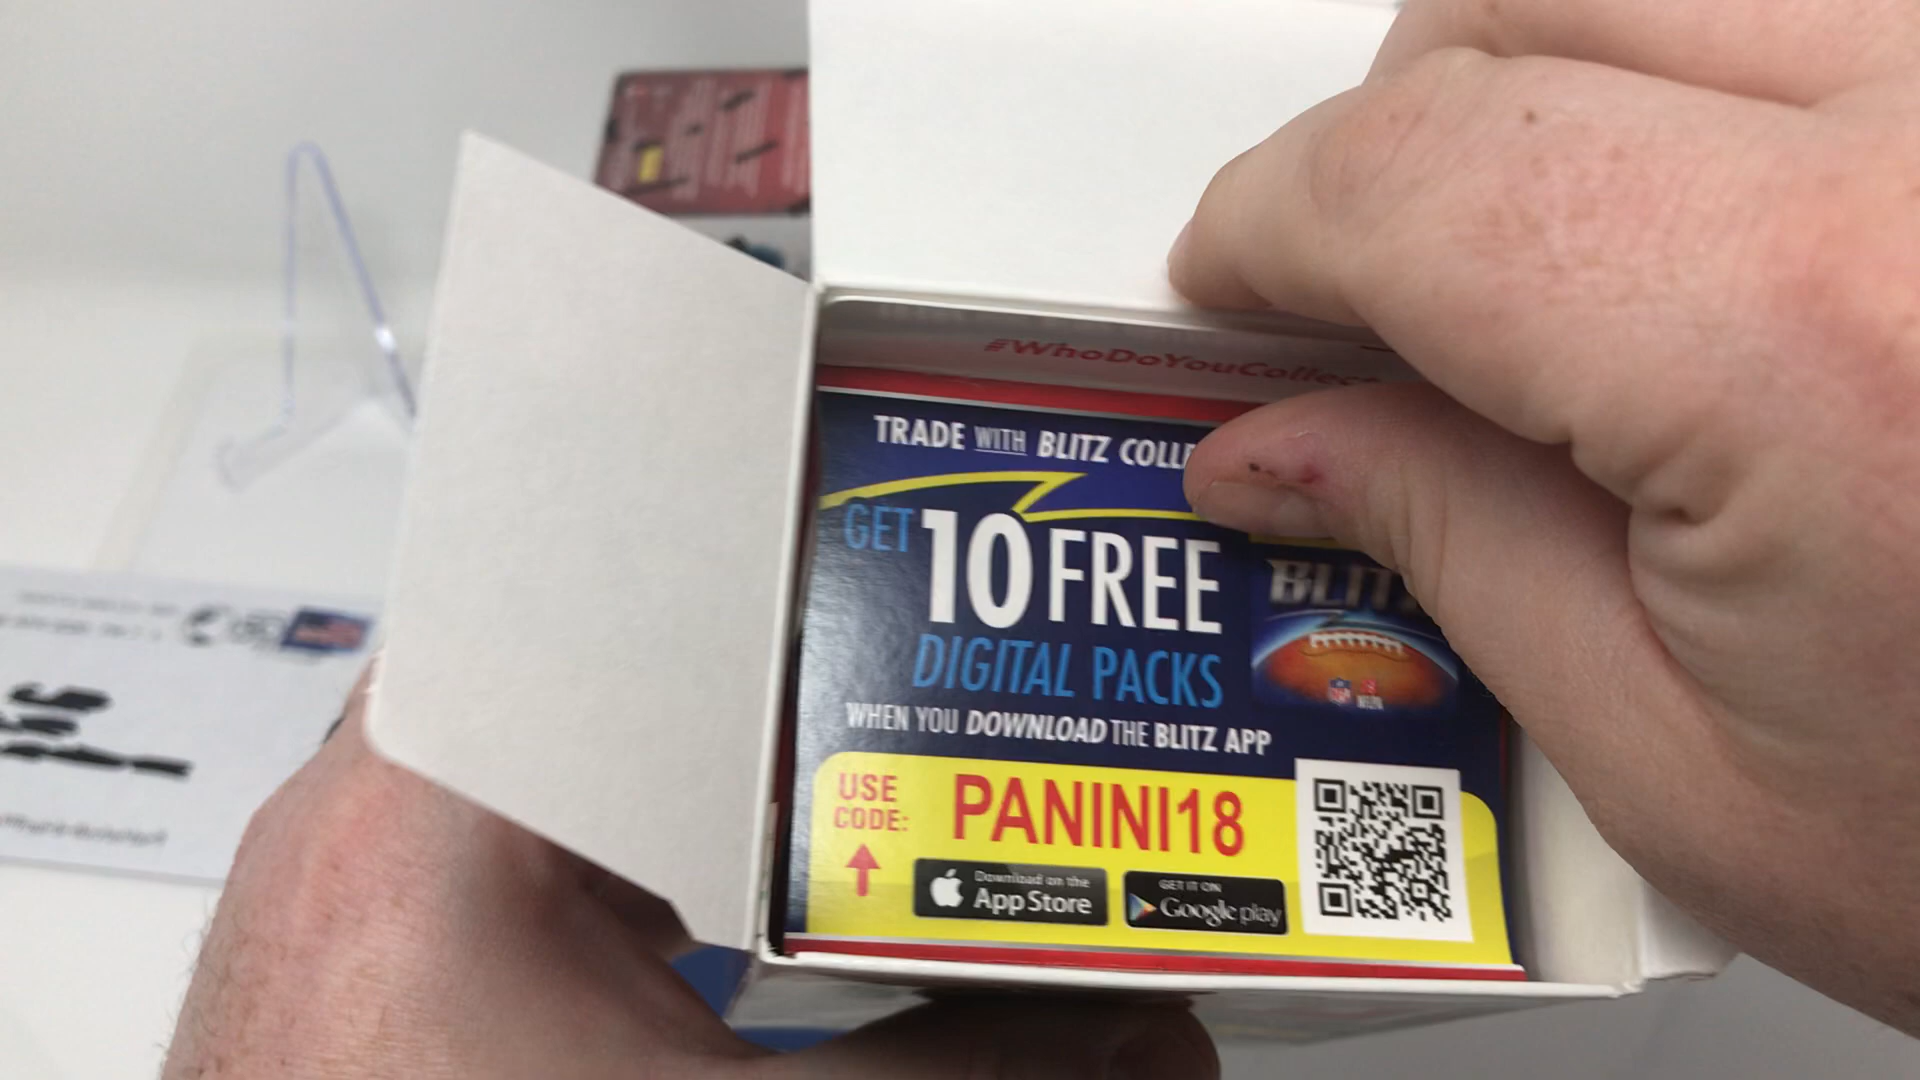 #WhoDoYouCollect
TRADE WITH BLITZ
GET 10 FREE
DIGITAL PACKS
WHEN YOU DOWNLOAD THE BLITZ APP
USE
CODE:
PANINI18
Download on the
App Store
GET IT ON
Google play
BLITZ
NFL